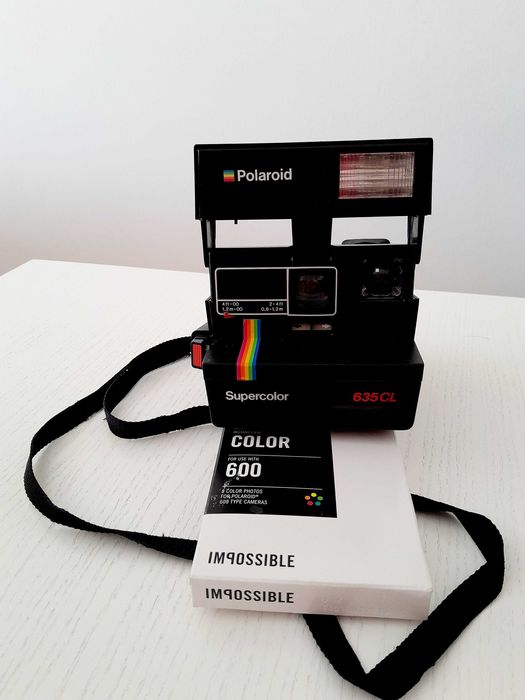 Polaroid
4ft-∞ 2-4ft
1.2m-∞ 0.6-1.2m
Supercolor 635CL
COLOR
FOR USE WITH
600
8 COLOR PHOTOS
FOR POLAROID®
600 TYPE CAMERAS
IMPOSSIBLE
IMPOSSIBLE